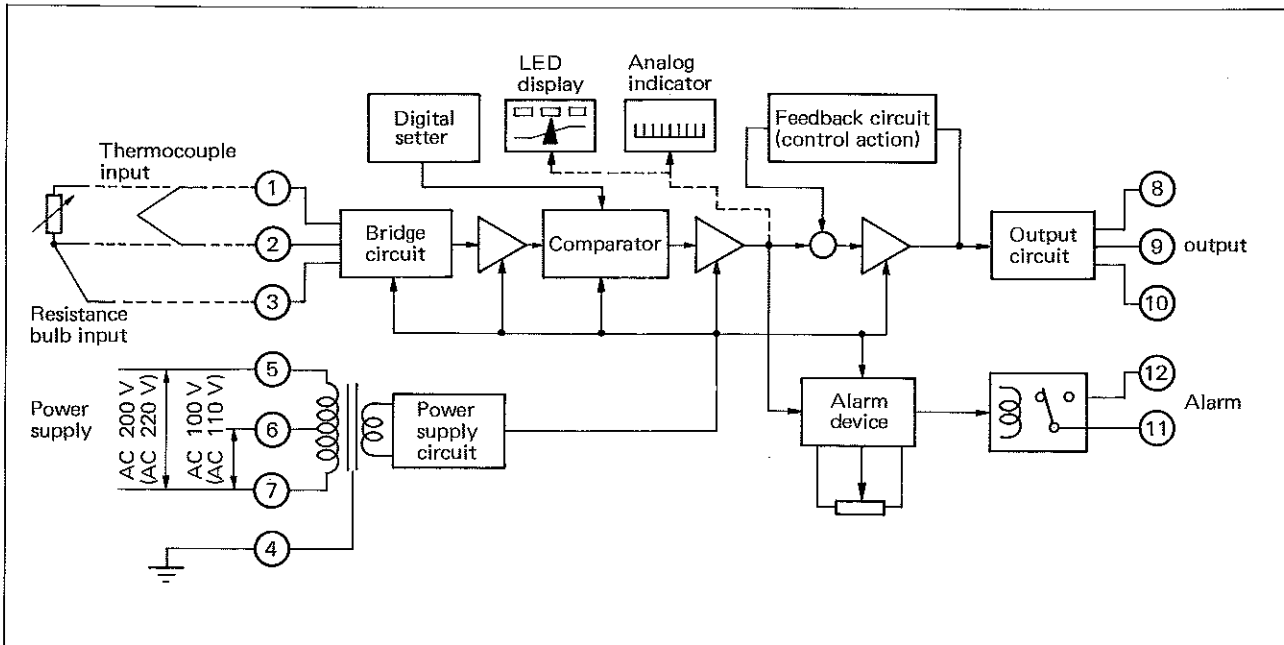 LED
display
Analog
indicator
Digital
setter
Feedback circuit
(control action)
Thermocouple
input
1
2
3
Resistance
bulb input
Bridge
circuit
Comparator
Output
circuit
8
9
10
output
Power
supply
AC 200 V
(AC 220 V)
AC 100 V
(AC 110 V)
5
6
7
4
Power
supply
circuit
Alarm
device
12
11
Alarm